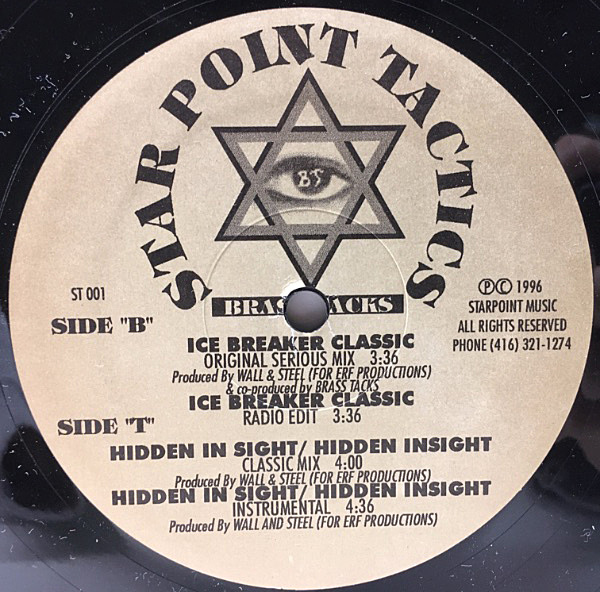 STAR POINT TACTICS
BT
BRASS TACKS
ST 001
SIDE "B"
ICE BREAKER CLASSIC
ORIGINAL SERIOUS MIX 3:36
Produced By WALL & STEEL (FOR ERF PRODUCTIONS)
& co-produced by BRASS TACKS
ICE BREAKER CLASSIC
RADIO EDIT 3:36
SIDE "T"
HIDDEN IN SIGHT/ HIDDEN INSIGHT
CLASSIC MIX 4:00
Produced By WALL & STEEL (FOR ERF PRODUCTIONS)
HIDDEN IN SIGHT/ HIDDEN INSIGHT
INSTRUMENTAL 4:36
Produced By WALL AND STEEL (FOR ERF PRODUCTIONS)
℗© 1996
STARPOINT MUSIC
ALL RIGHTS RESERVED
PHONE (416) 321-1274